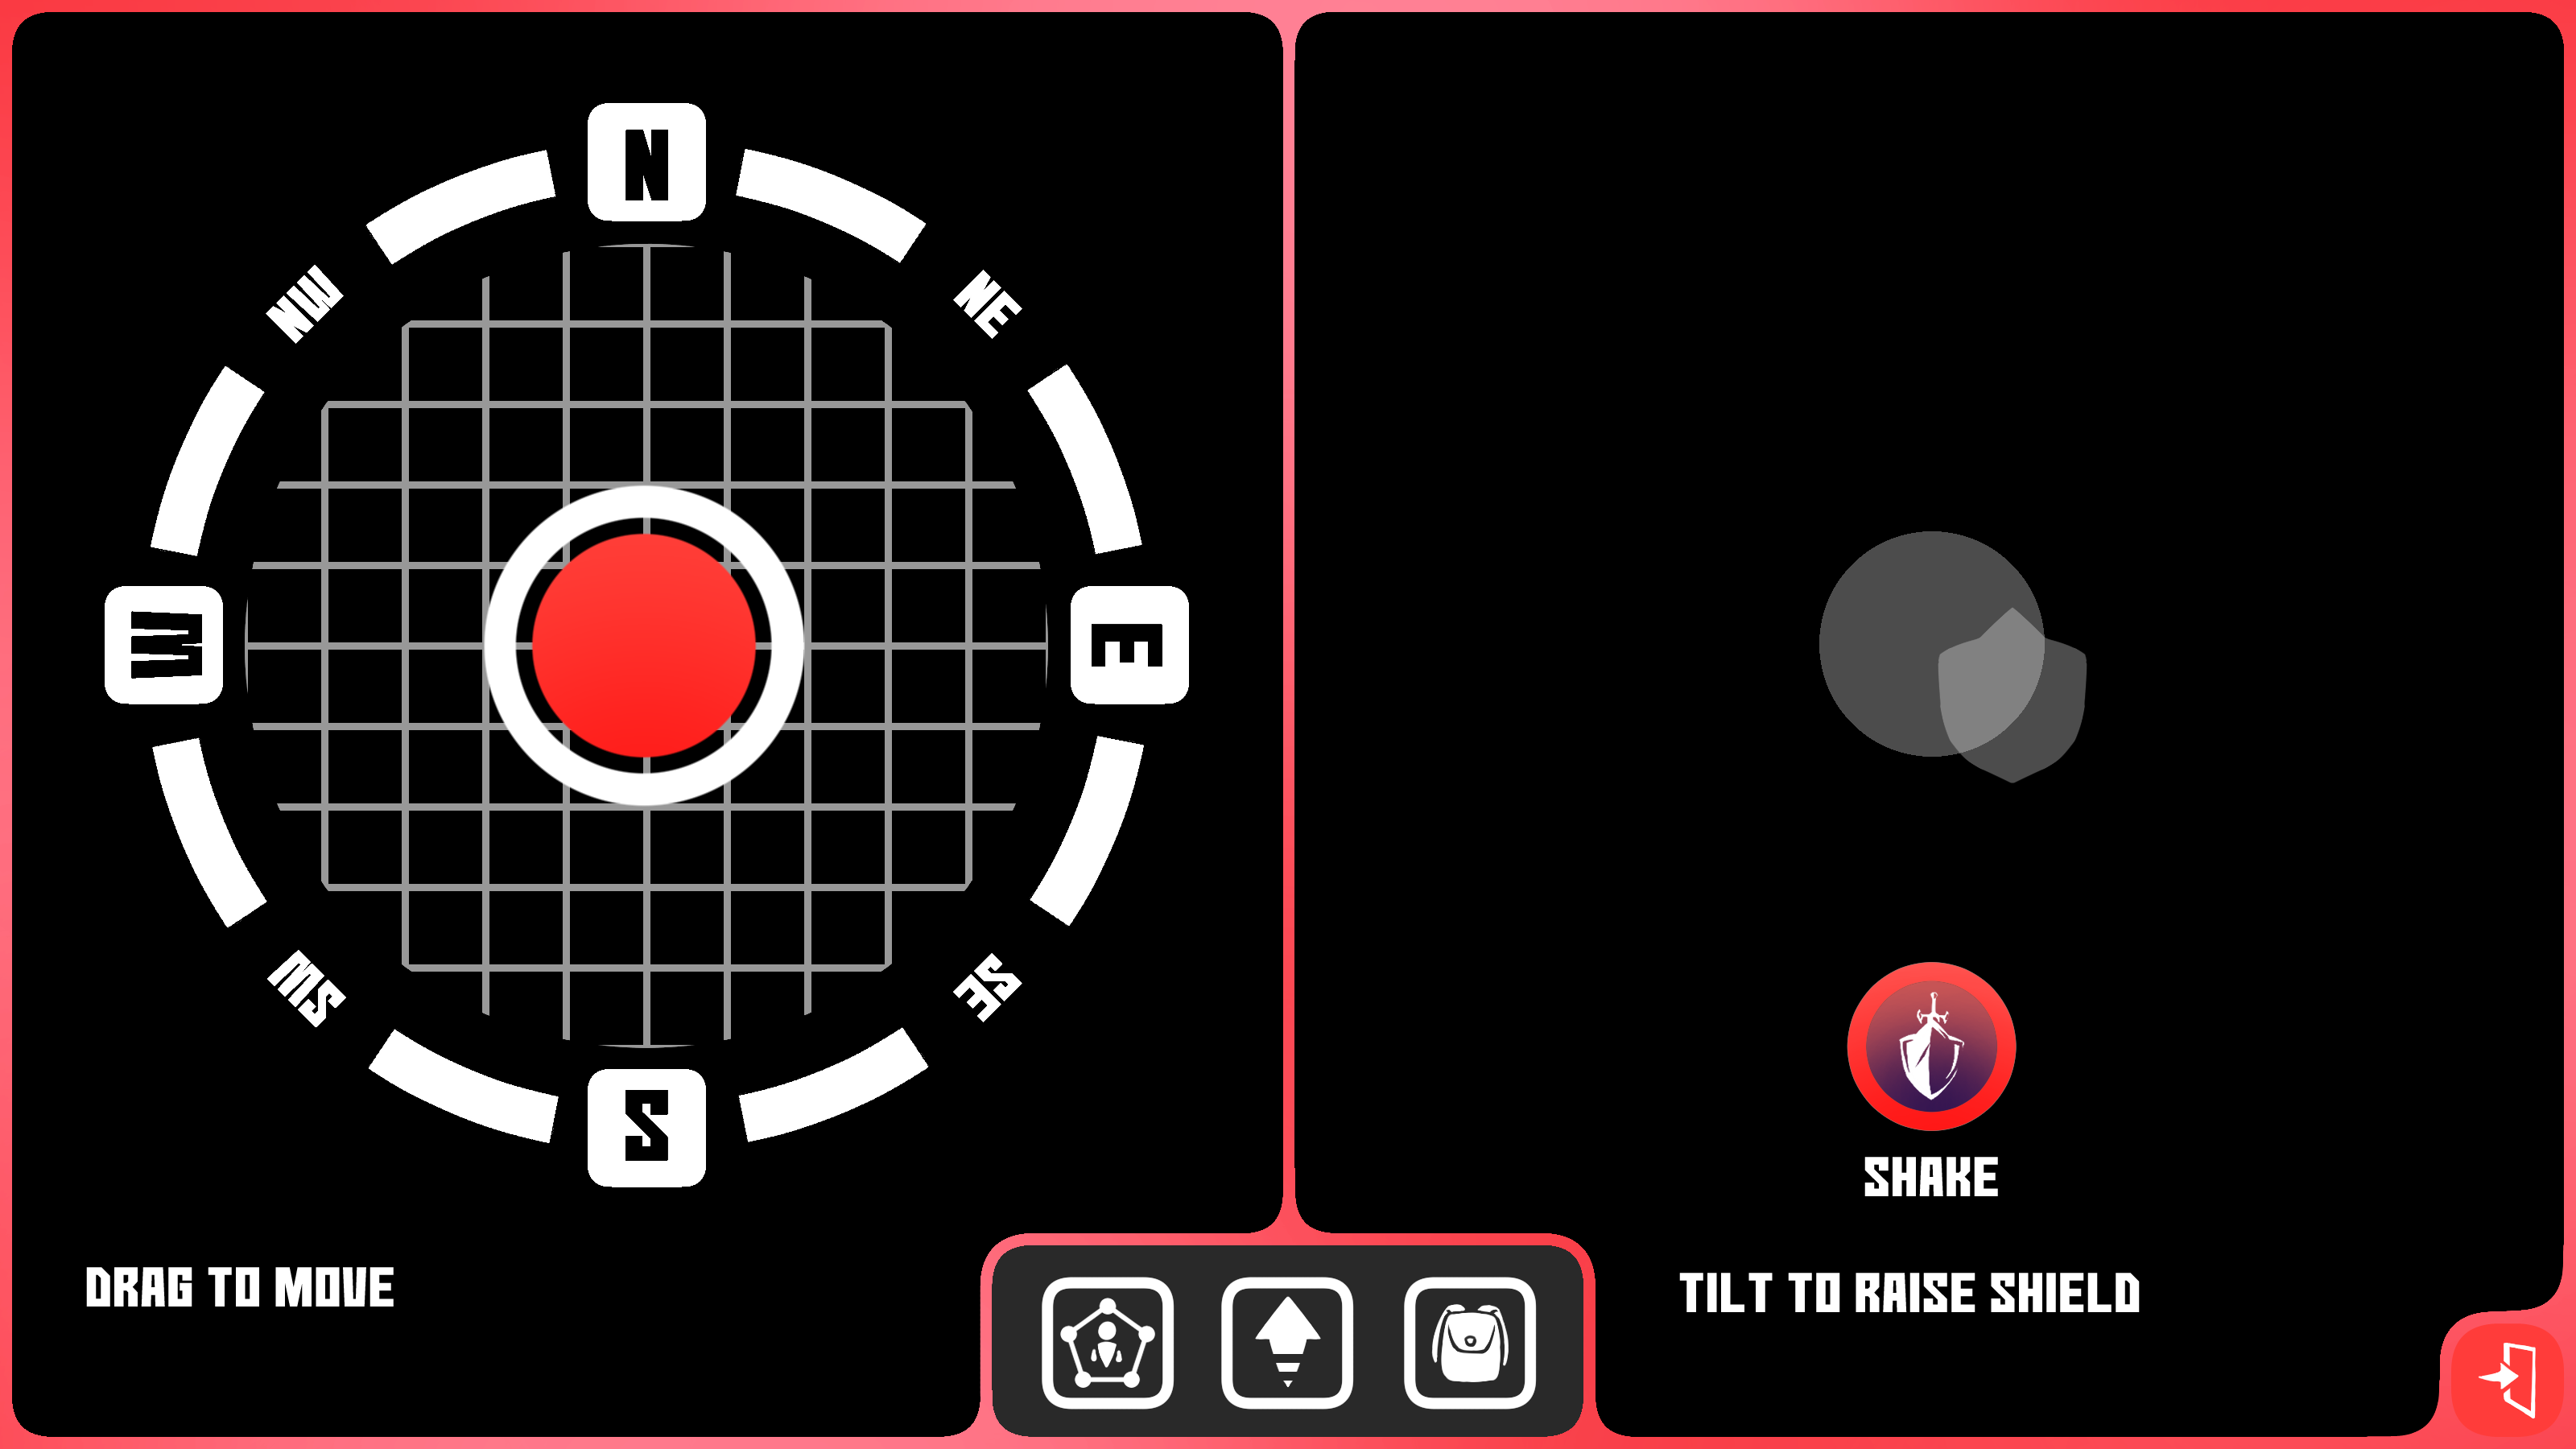 N
NW
NE
W
E
SW
SE
S
SHAKE
DRAG TO MOVE
TILT TO RAISE SHIELD